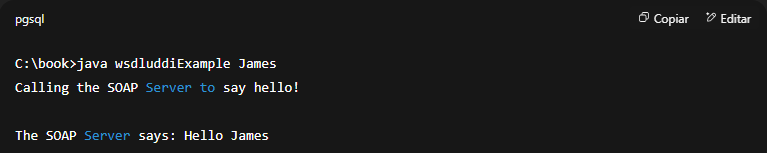 pgsql
Copiar
Editar
C:\book>java wsdluddiExample James
Calling the SOAP Server to say hello!
The SOAP Server says: Hello James